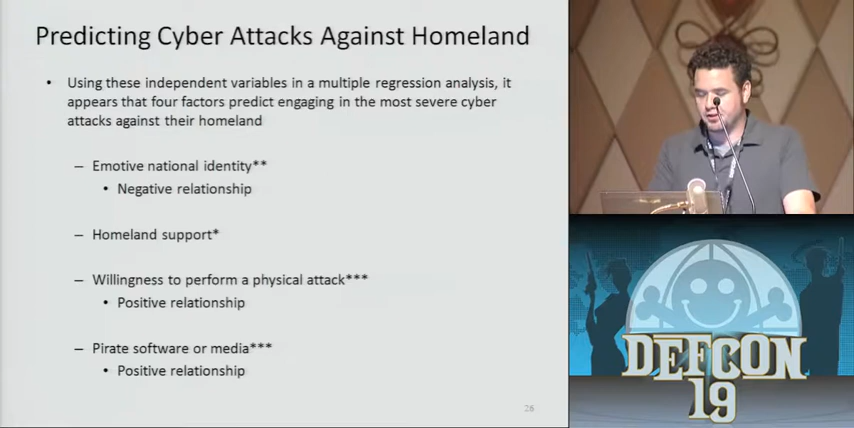 Predicting Cyber Attacks Against Homeland
• Using these independent variables in a multiple regression analysis, it
appears that four factors predict engaging in the most severe cyber
attacks against their homeland
– Emotive national identity**
• Negative relationship
– Homeland support*
– Willingness to perform a physical attack***
• Positive relationship
– Pirate software or media***
• Positive relationship
26
DEFCON
19